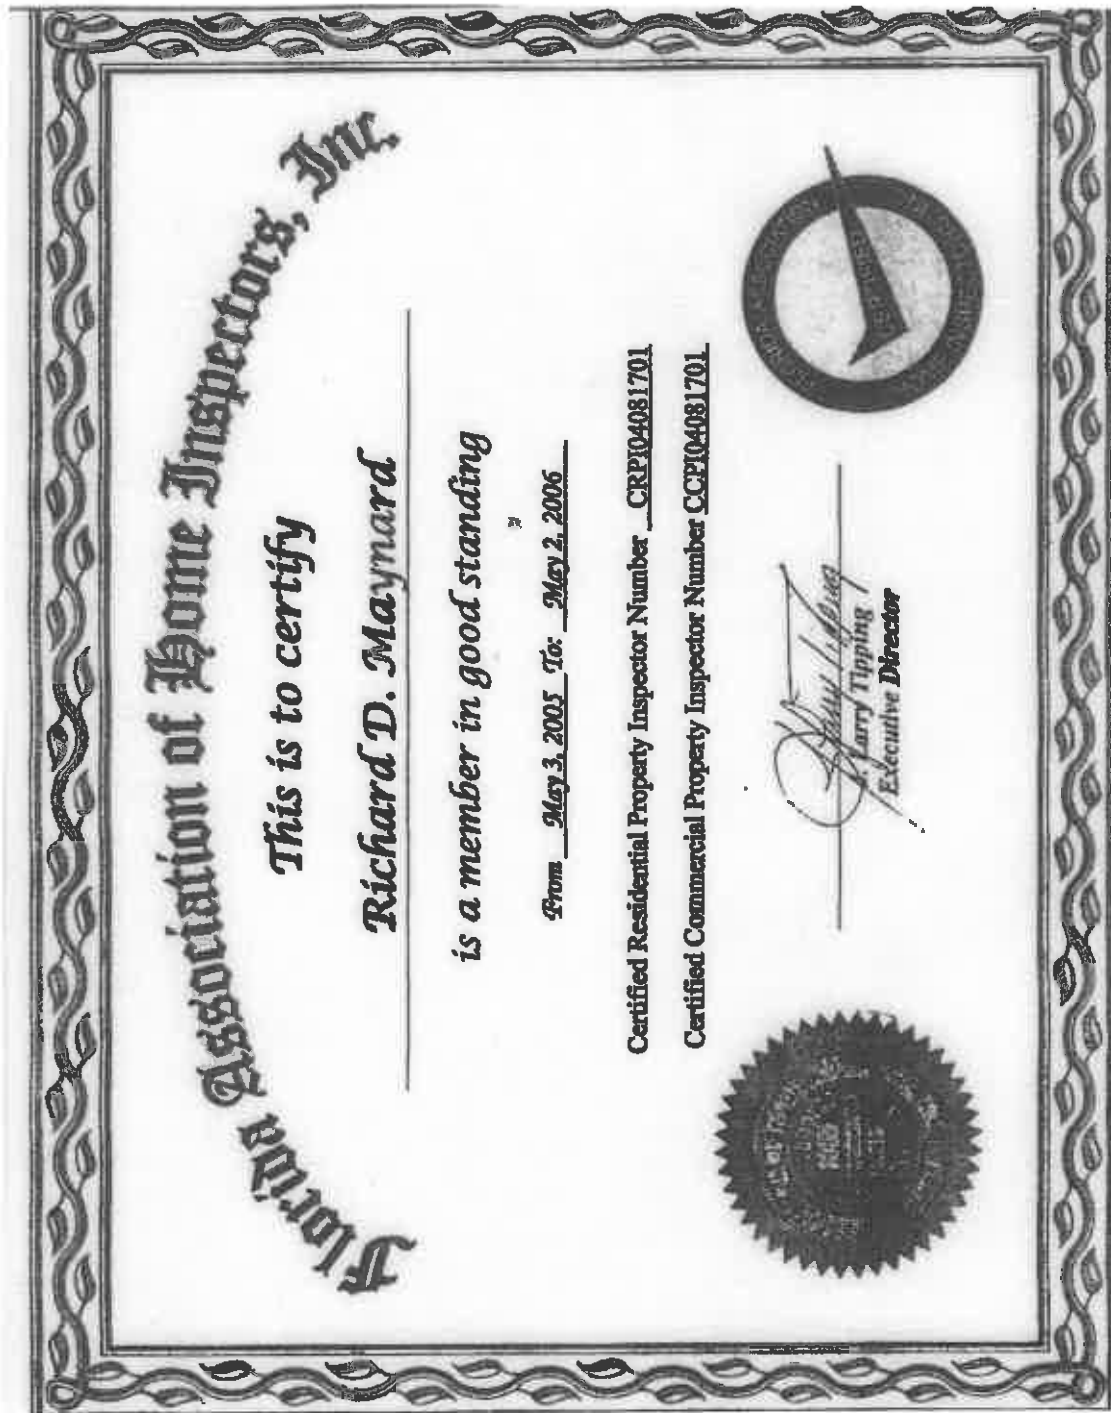 Florida Association of Home Inspectors, Inc.
This is to certify
Richard D. Maynard
is a member in good standing
From May 3, 2005 To: May 2, 2006
Certified Residential Property Inspector Number CRPI04081701
Certified Commercial Property Inspector Number CCPI04081701
Larry Tipping
Executive Director